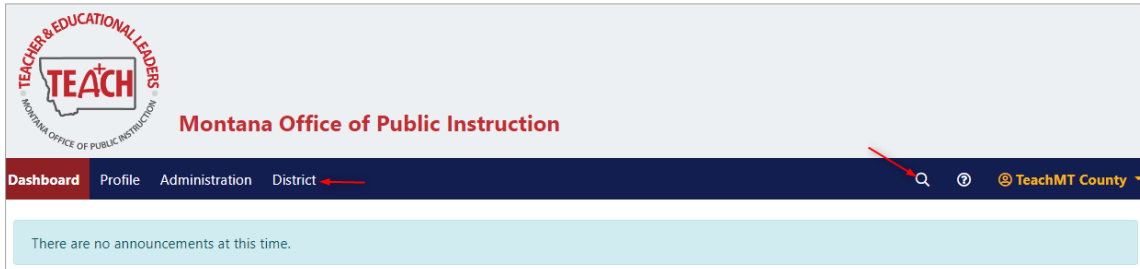 TEACHER & EDUCATIONAL LEADERS
TEACH
MONTANA OFFICE OF PUBLIC INSTRUCTION
Montana Office of Public Instruction
Dashboard Profile Administration District TeachMT County
There are no announcements at this time.